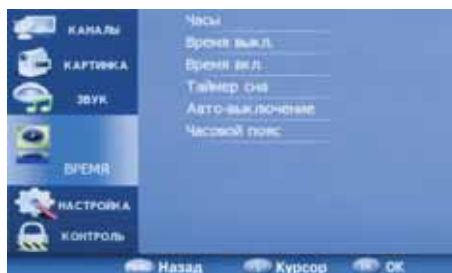 КАНАЛЫ
КАРТИНКА
ЗВУК
ВРЕМЯ
НАСТРОЙКА
КОНТРОЛЬ
Часы
Время выкл.
Время вкл.
Таймер сна
Авто-выключение
Часовой пояс
Назад Курсор ОК